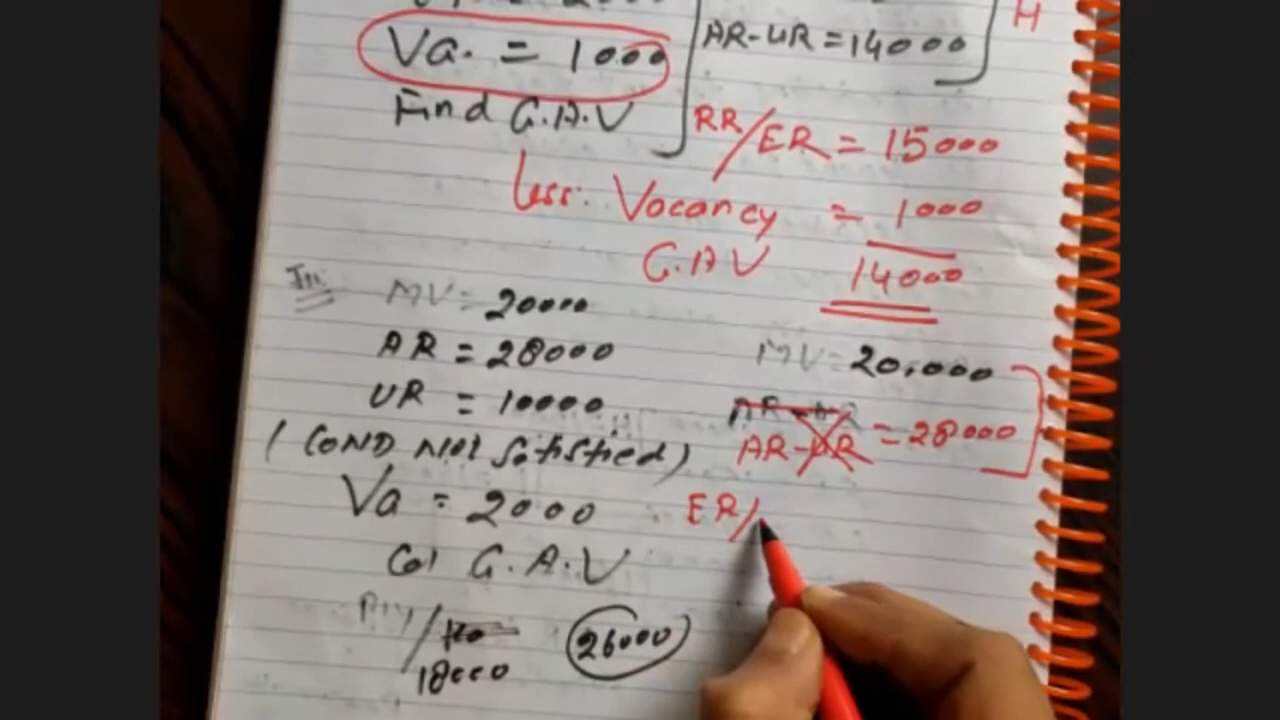 Va. = 1000
AR-UR = 14000
H
Find G.A.V
RR/ER = 15000
Less: Vocancy = 1000
G.A.V 14000
MV = 20000
AR = 28000
MV = 20,000
UR = 10000
AR-UR = 28000
(COND Not Satisfied)
Va = 2000
ER/
Cal G.A.V
18000
26000